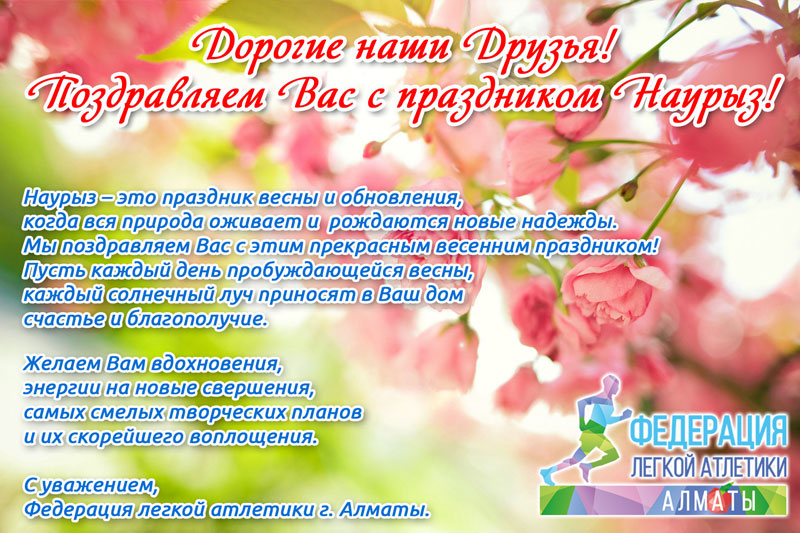 Дорогие наши Друзья!
Поздравляем Вас с праздником Наурыз!
Наурыз – это праздник весны и обновления,
когда вся природа оживает и рождаются новые надежды.
Мы поздравляем Вас с этим прекрасным весенним праздником!
Пусть каждый день пробуждающейся весны,
каждый солнечный луч приносят в Ваш дом
счастье и благополучие.
Желаем Вам вдохновения,
энергии на новые свершения,
самых смелых творческих планов
и их скорейшего воплощения.
С уважением,
Федерация легкой атлетики г. Алматы.
ФЕДЕРАЦИЯ
ЛЕГКОЙ АТЛЕТИКИ
АЛМАТЫ